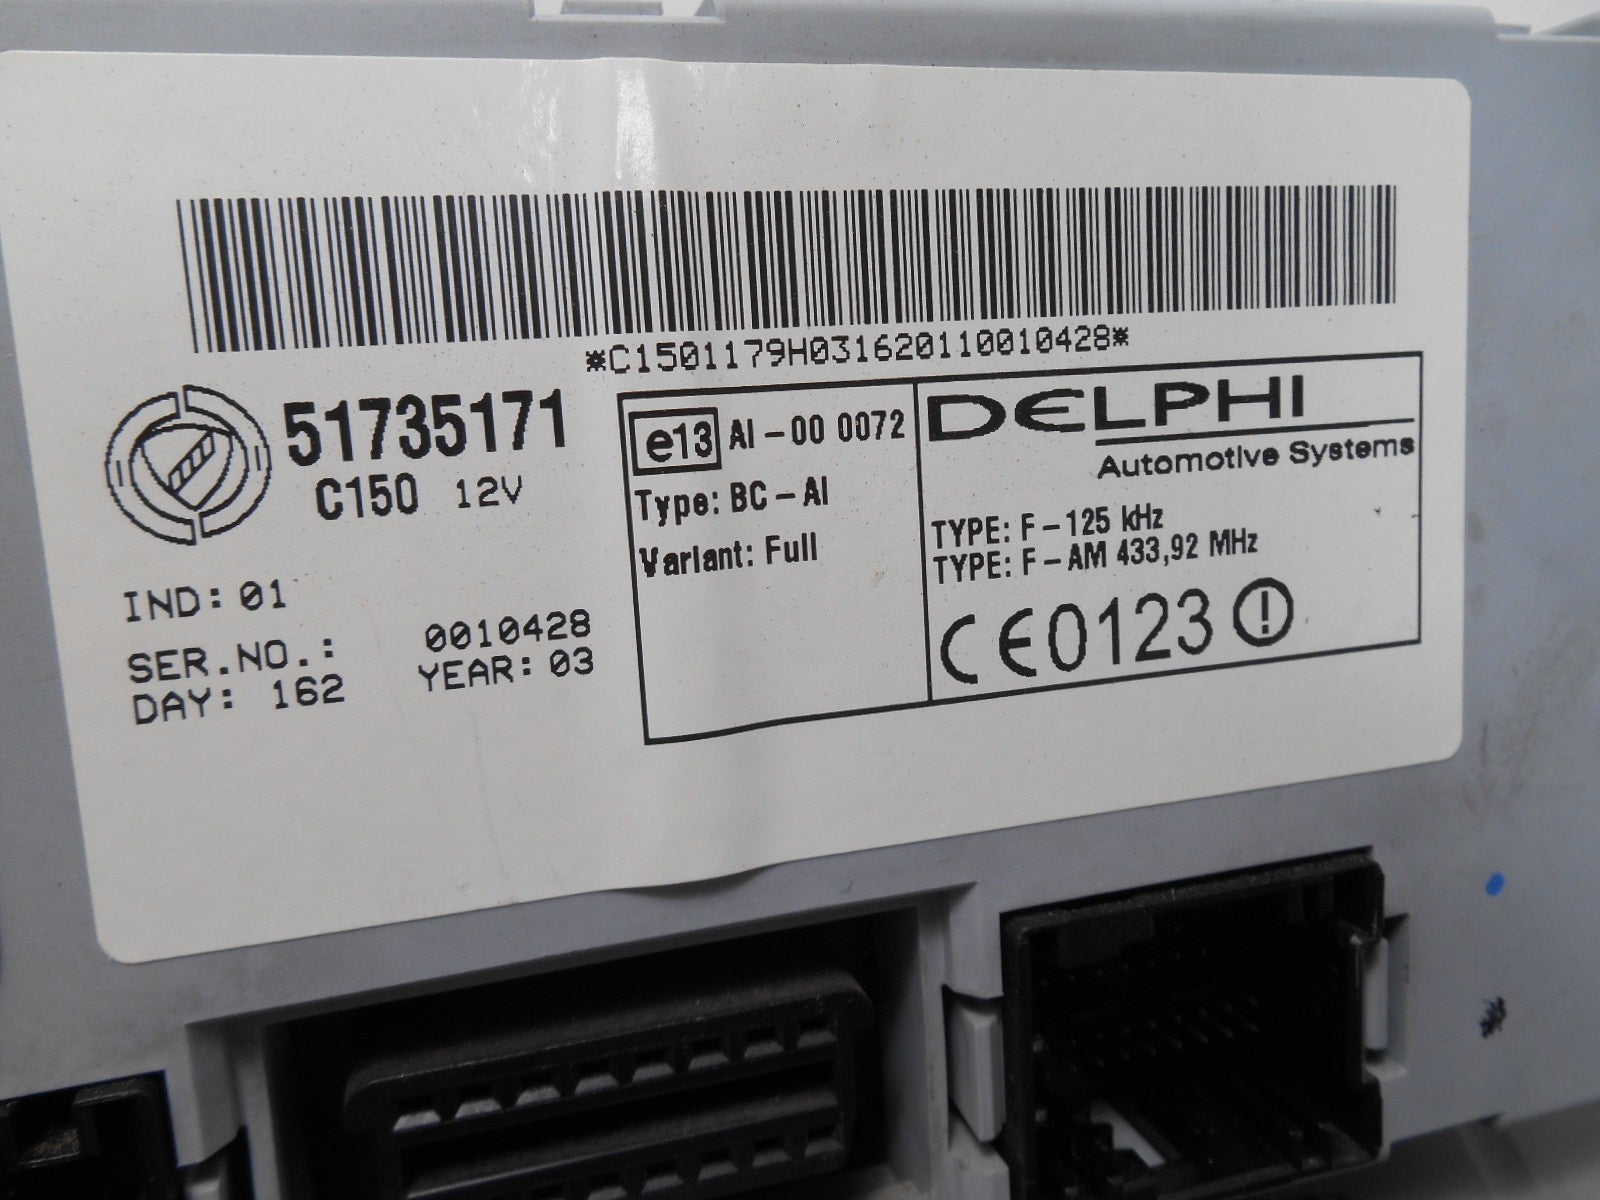 *C1501179H031620110010428*
51735171
C150 12V
IND: 01
SER.NO.: 0010428
DAY: 162 YEAR: 03
e13 AI-00 0072
Type: BC-AI
Variant: Full
DELPHI
Automotive Systems
TYPE: F-125 kHz
TYPE: F-AM 433,92 MHz
CE0123